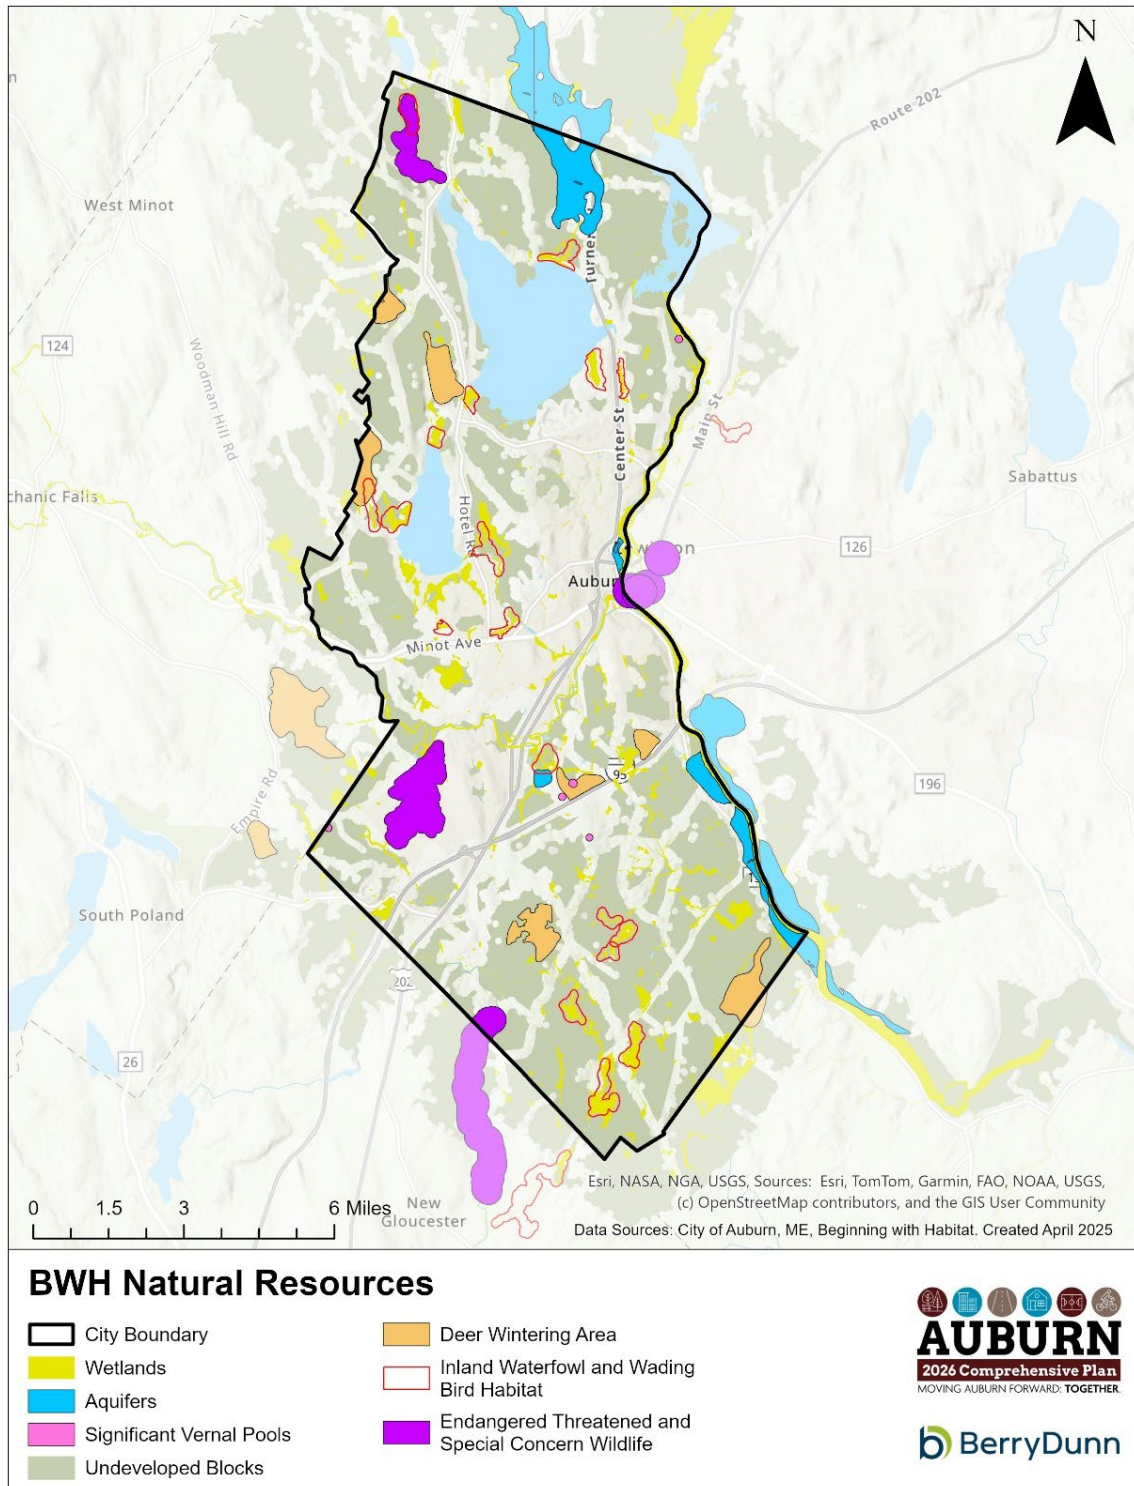 N
Route 202
West Minot
Turner
124
Woodman Hill Rd
Main St
Center St
Sabattus
chanic Falls
Hotel R
126
Aubur
Minot Ave
95
196
Empire Rd
South Poland
202
26
New
Gloucester
0 1.5 3 6 Miles
Esri, NASA, NGA, USGS, Sources: Esri, TomTom, Garmin, FAO, NOAA, USGS,
(c) OpenStreetMap contributors, and the GIS User Community
Data Sources: City of Auburn, ME, Beginning with Habitat. Created April 2025
BWH Natural Resources
City Boundary
Wetlands
Aquifers
Significant Vernal Pools
Undeveloped Blocks
Deer Wintering Area
Inland Waterfowl and Wading
Bird Habitat
Endangered Threatened and
Special Concern Wildlife
AUBURN
2026 Comprehensive Plan
MOVING AUBURN FORWARD: TOGETHER.
BerryDunn